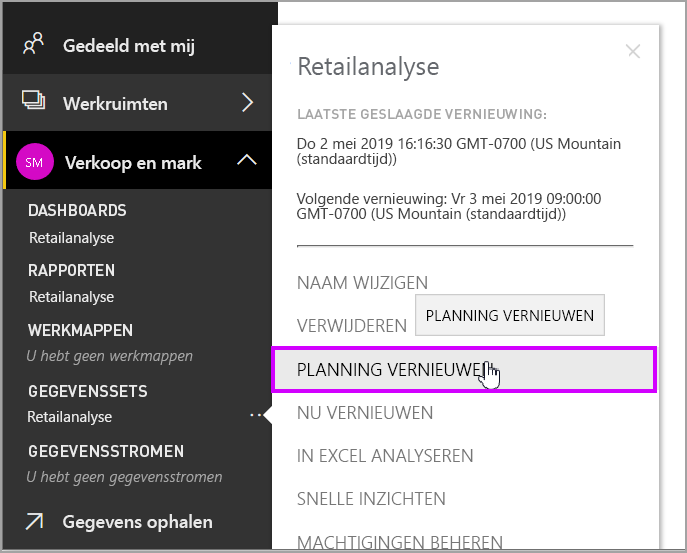 Gedeeld met mij
Werkruimten
SM
Verkoop en mark
DASHBOARDS
Retailanalyse
RAPPORTEN
Retailanalyse
WERKMAPPEN
U hebt geen werkmappen
GEGEVENSSETS
Retailanalyse
GEGEVENSSTROMEN
U hebt geen gegevensstromen
Gegevens ophalen
Retailanalyse
LAATSTE GESLAAGDE VERNIEUWING:
Do 2 mei 2019 16:16:30 GMT-0700 (US Mountain
(standaardtijd))
Volgende vernieuwing: Vr 3 mei 2019 09:00:00
GMT-0700 (US Mountain (standaardtijd))
NAAM WIJZIGEN
VERWIJDEREN
PLANNING VERNIEUWEN
PLANNING VERNIEUWEN
NU VERNIEUWEN
IN EXCEL ANALYSEREN
SNELLE INZICHTEN
MACHTIGINGEN BEHEREN